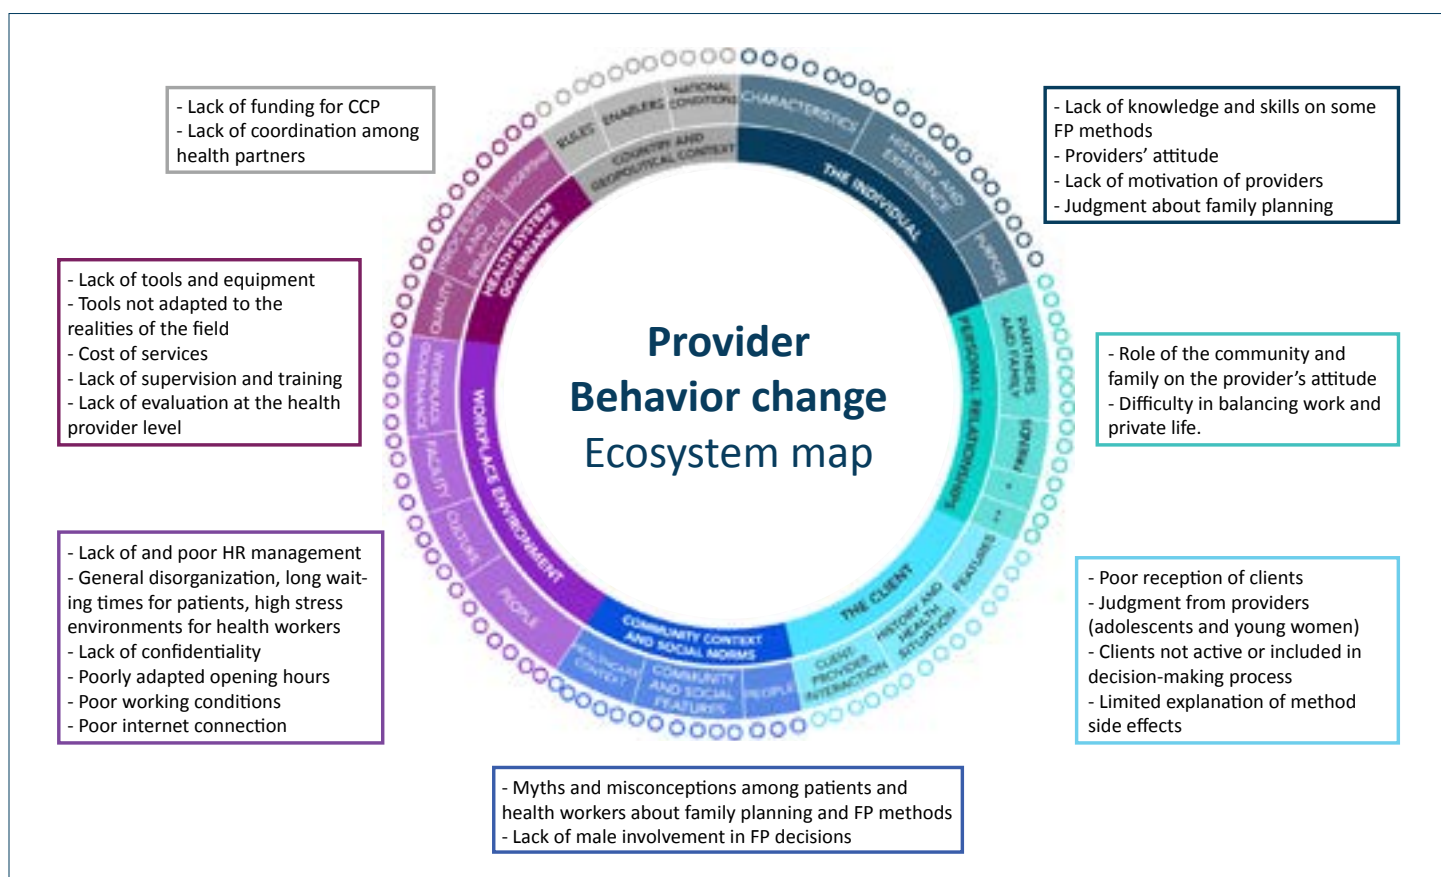 - Lack of funding for CCP
- Lack of coordination among
health partners
- Lack of tools and equipment
- Tools not adapted to the
realities of the field
- Cost of services
- Lack of supervision and training
- Lack of evaluation at the health
provider level
- Lack of and poor HR management
- General disorganization, long wait-
ing times for patients, high stress
environments for health workers
- Lack of confidentiality
- Poorly adapted opening hours
- Poor working conditions
- Poor internet connection
- Myths and misconceptions among patients and
health workers about family planning and FP methods
- Lack of male involvement in FP decisions
- Lack of knowledge and skills on some
FP methods
- Providers’ attitude
- Lack of motivation of providers
- Judgment about family planning
- Role of the community and
family on the provider’s attitude
- Difficulty in balancing work and
private life.
- Poor reception of clients
- Judgment from providers
(adolescents and young women)
- Clients not active or included in
decision-making process
- Limited explanation of method
side effects
Provider
Behavior change
Ecosystem map
THE INDIVIDUAL
CHARACTERISTICS
HISTORY AND
EXPERIENCE
PURPOSE
PERSONAL RELATIONSHIPS
PARTNERS
AND FAMILY
FRIENDS
THE CLIENT
FEATURES
HISTORY AND
HEALTH
SITUATION
CLIENT-
PROVIDER
INTERACTION
COMMUNITY CONTEXT
AND SOCIAL NORMS
PEOPLE
COMMUNITY
AND SOCIAL
FEATURES
HEALTHCARE
CONTEXT
WORKPLACE ENVIRONMENT
PEOPLE
CULTURE
FACILITY
GOVERNANCE
HEALTH SYSTEM
GOVERNANCE
QUALITY
PROCESSES
AND
PRACTICE
LEADERSHIP
COUNTRY AND
GEOPOLITICAL CONTEXT
RULES
ENABLERS
NATIONAL
CONDITIONS